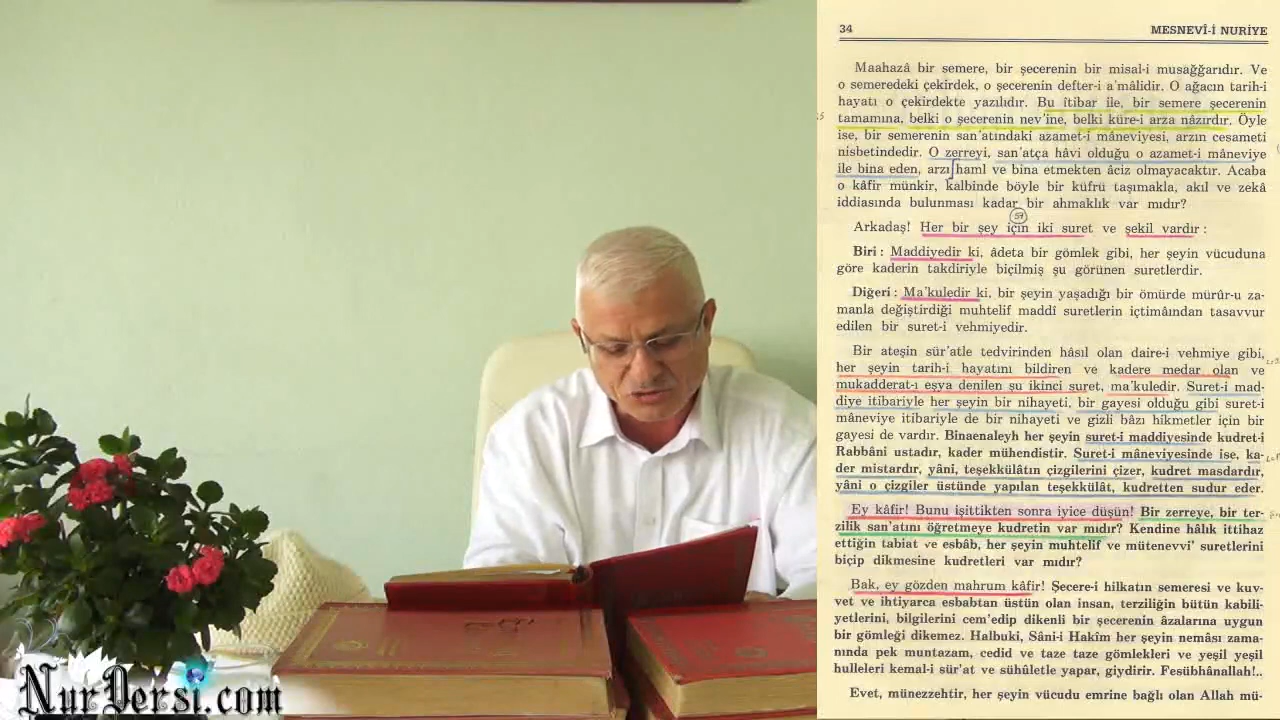 34
MESNEVÎ-İ NURİYE
Maahazâ bir semere, bir şecerenin bir misal-i musağğarıdır. Ve
o semeredeki çekirdek, o şecerenin defter-i a'mâlidir. O ağacın tarih-i
hayatı o çekirdekte yazılıdır. Bu îtibar ile, bir semere şecerenin
tamamına, belki o şecerenin nev'ine, belki küre-i arza nâzırdır. Öyle
ise, bir semerenin san'atındaki azamet-i mâneviyesi, arzın cesameti
nisbetindedir. O zerreyi, san'atça hâvi olduğu o azamet-i mâneviye
ile bina eden, arzı haml ve bina etmekten âciz olmayacaktır. Acaba
o kâfir münkir, kalbinde böyle bir küfrü taşımakla, akıl ve zekâ
iddiasında bulunması kadar bir ahmaklık var mıdır?
Arkadaş! Her bir şey için iki suret ve şekil vardır :
Biri : Maddiyedir ki, âdeta bir gömlek gibi, her şeyin vücuduna
göre kaderin takdiriyle biçilmiş şu görünen suretlerdir.
Diğeri : Ma'kuledir ki, bir şeyin yaşadığı bir ömürde mürûr-u za-
manla değiştirdiği muhtelif maddî suretlerin içtimâından tasavvur
edilen bir suret-i vehmiyedir.
Bir ateşin sür'atle tedvirinden hâsıl olan daire-i vehmiye gibi,
her şeyin tarih-i hayatını bildiren ve kadere medar olan ve
mukadderat-ı eşya denilen şu ikinci suret, ma'kuledir. Suret-i mad-
diye itibariyle her şeyin bir nihayeti, bir gayesi olduğu gibi suret-i
mâneviye itibariyle de bir nihayeti ve gizli bâzı hikmetler için bir
gayesi de vardır. Binaenaleyh her şeyin suret-i maddiyesinde kudret-i
Rabbâni ustadır, kader mühendistir. Suret-i mâneviyesinde ise, ka-
der mistardır, yâni, teşekkülâtın çizgilerini çizer, kudret masdardır,
yâni o çizgiler üstünde yapılan teşekkülât, kudretten sudur eder.
Ey kâfir! Bunu işittikten sonra iyice düşün! Bir zerreye, bir ter-
zilik san'atını öğretmeye kudretin var mıdır? Kendine hâlık ittihaz
ettiğin tabiat ve esbâb, her şeyin muhtelif ve mütenevvi' suretlerini
biçip dikmesine kudretleri var mıdır?
Bak, ey gözden mahrum kâfir! Şecere-i hilkatın semeresi ve kuv-
vet ve ihtiyarca esbabtan üstün olan insan, terziliğin bütün kabili-
yetlerini, bilgilerini cem'edip dikenli bir şecerenin âzalarına uygun
bir gömleği dikemez. Halbuki, Sâni-i Hakîm her şeyin nemâsı zama-
nında pek muntazam, cedid ve taze taze gömlekleri ve yeşil yeşil
hulleleri kemal-i sür'at ve sühûletle yapar, giydirir. Fesübhânallah!..
Evet, münezzehtir, her şeyin vücudu emrine bağlı olan Allah mü-
NurDersi.com